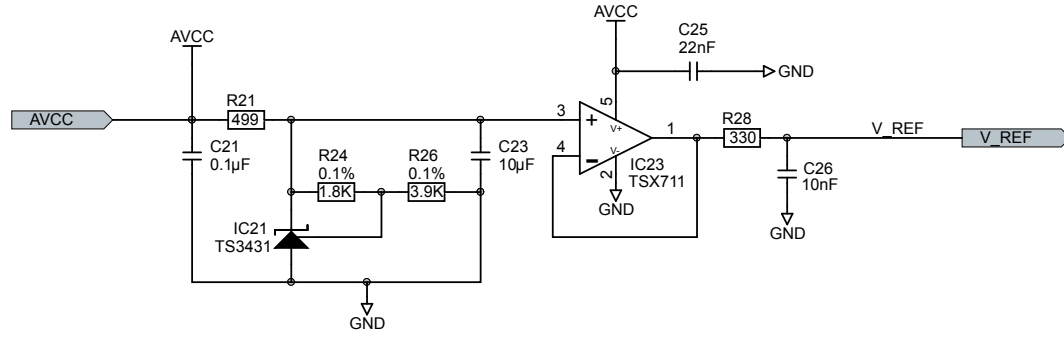 AVCC
C25
22nF
GND
AVCC
R21
499
AVCC
C21
0.1µF
R24
0.1%
1.8K
R26
0.1%
3.9K
C23
10µF
IC21
TS3431
GND
3
4
+
-
V+
V-
5
2
1
IC23
TSX711
GND
R28
330
V_REF
V_REF
C26
10nF
GND